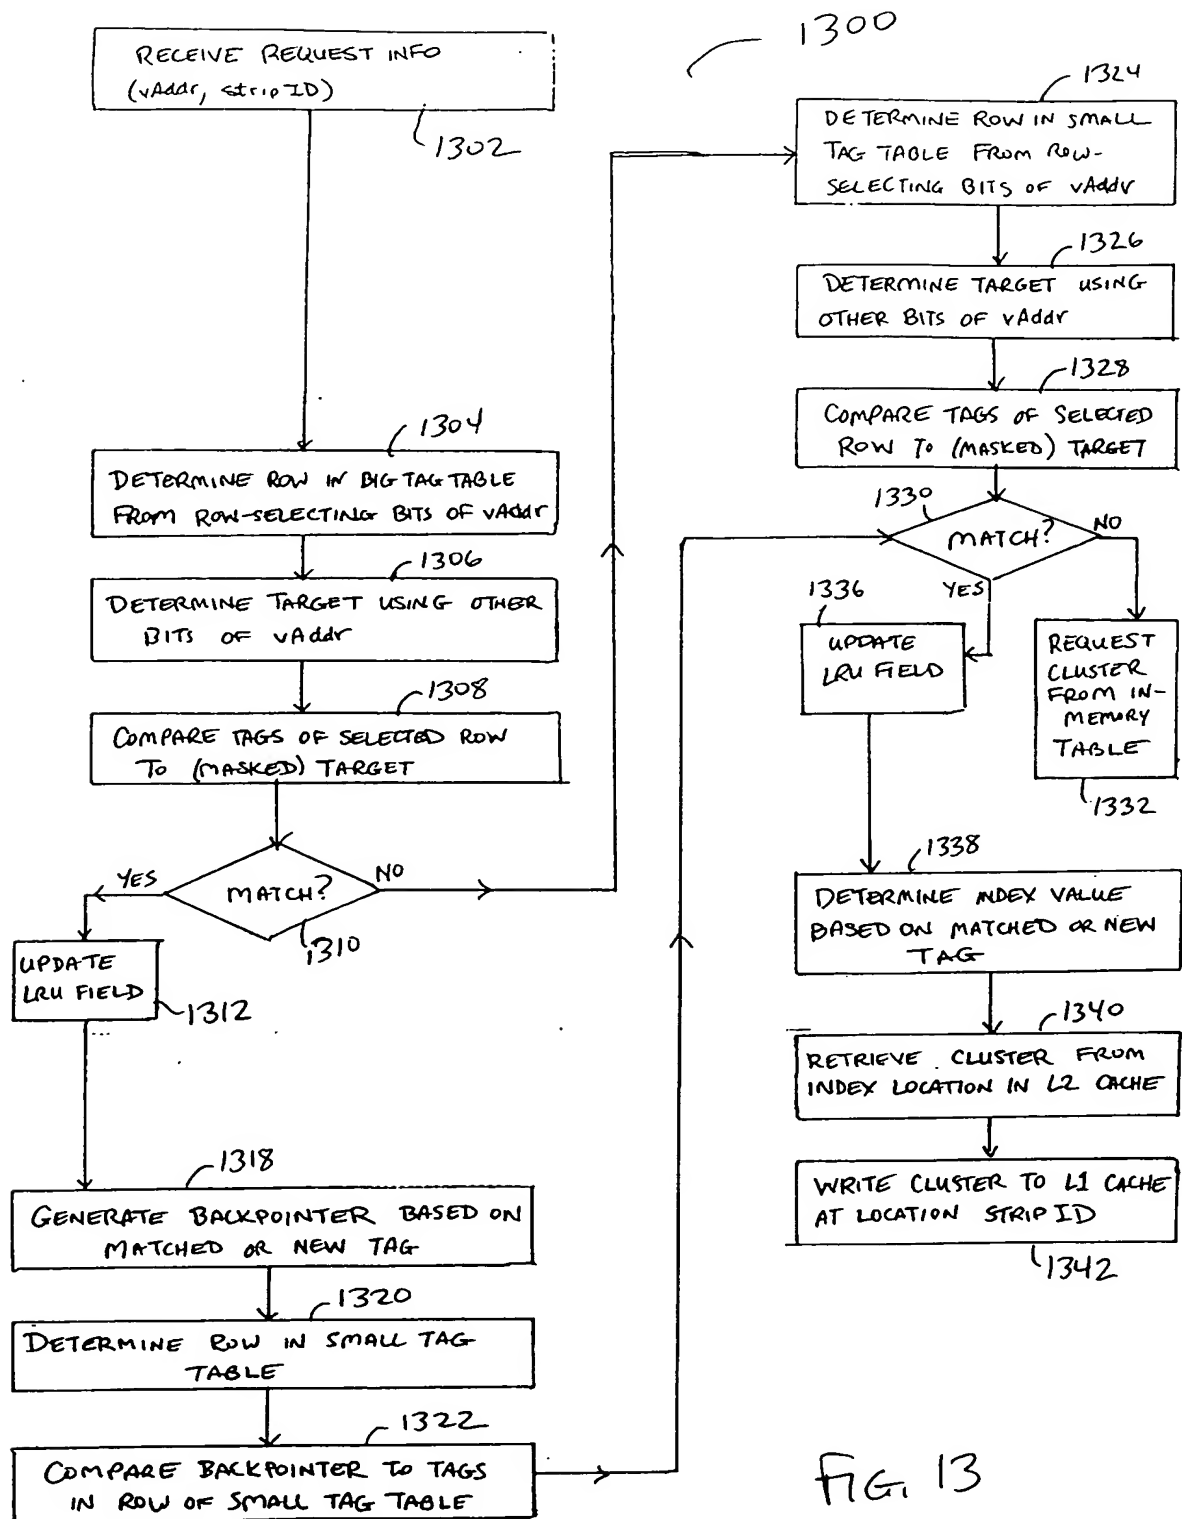 1300
RECEIVE REQUEST INFO
(vAddr, stripID)
1302
1304
DETERMINE ROW IN BIG TAG TABLE
FROM ROW-SELECTING BITS OF vAddr
1306
DETERMINE TARGET USING OTHER
BITS OF vAddr
1308
COMPARE TAGS OF SELECTED ROW
TO (MASKED) TARGET
YES
MATCH?
NO
1310
UPDATE
LRU FIELD
1312
1318
GENERATE BACKPOINTER BASED ON
MATCHED OR NEW TAG
1320
DETERMINE ROW IN SMALL TAG
TABLE
1322
COMPARE BACKPOINTER TO TAGS
IN ROW OF SMALL TAG TABLE
1324
DETERMINE ROW IN SMALL
TAG TABLE FROM ROW-
SELECTING BITS OF vAddr
1326
DETERMINE TARGET USING
OTHER BITS OF vAddr
1328
COMPARE TAGS OF SELECTED
ROW TO (MASKED) TARGET
1330
MATCH?
NO
YES
1336
UPDATE
LRU FIELD
REQUEST
CLUSTER
FROM IN-
MEMORY
TABLE
1332
1338
DETERMINE INDEX VALUE
BASED ON MATCHED OR NEW
TAG
1340
RETRIEVE CLUSTER FROM
INDEX LOCATION IN L2 CACHE
WRITE CLUSTER TO L1 CACHE
AT LOCATION STRIP ID
1342
FIG. 13